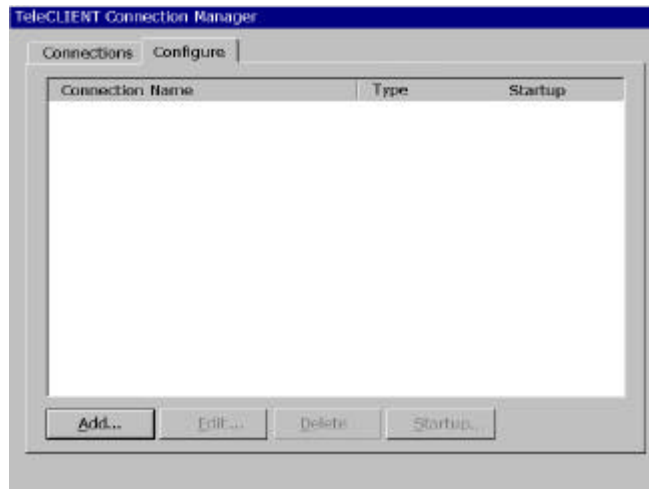 TeleCLIENT Connection Manager
Connections Configure
Connection Name Type Startup
Add... Edit... Delete Startup...